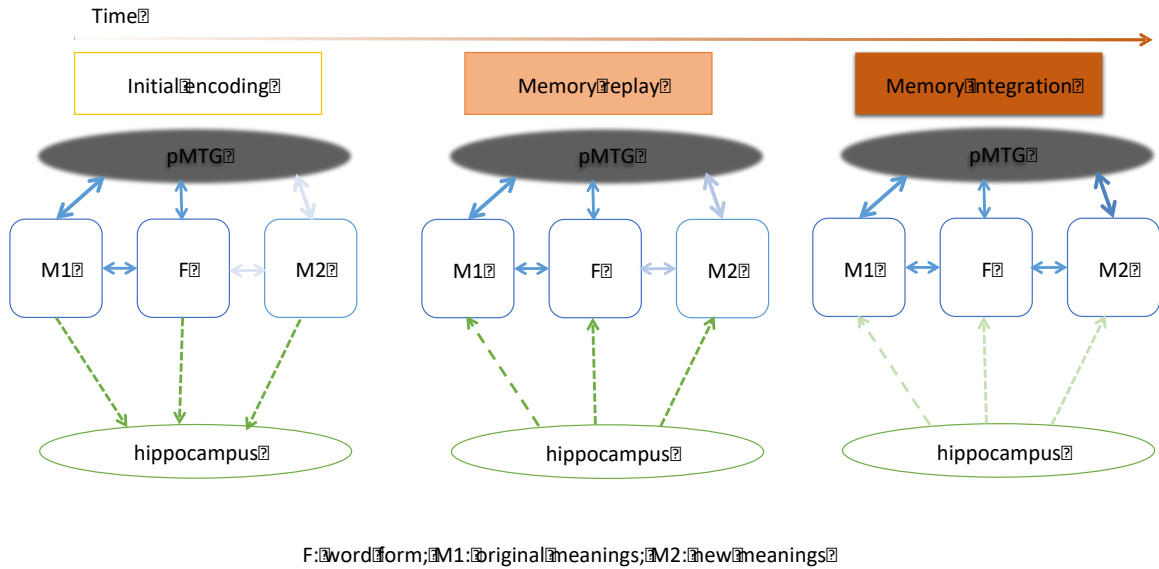 Time
Initial encoding
Memory replay
Memory integration
pMTG
pMTG
pMTG
M1
F
M2
M1
F
M2
M1
F
M2
hippocampus
hippocampus
hippocampus
F: word form; M1: original meanings; M2: new meanings